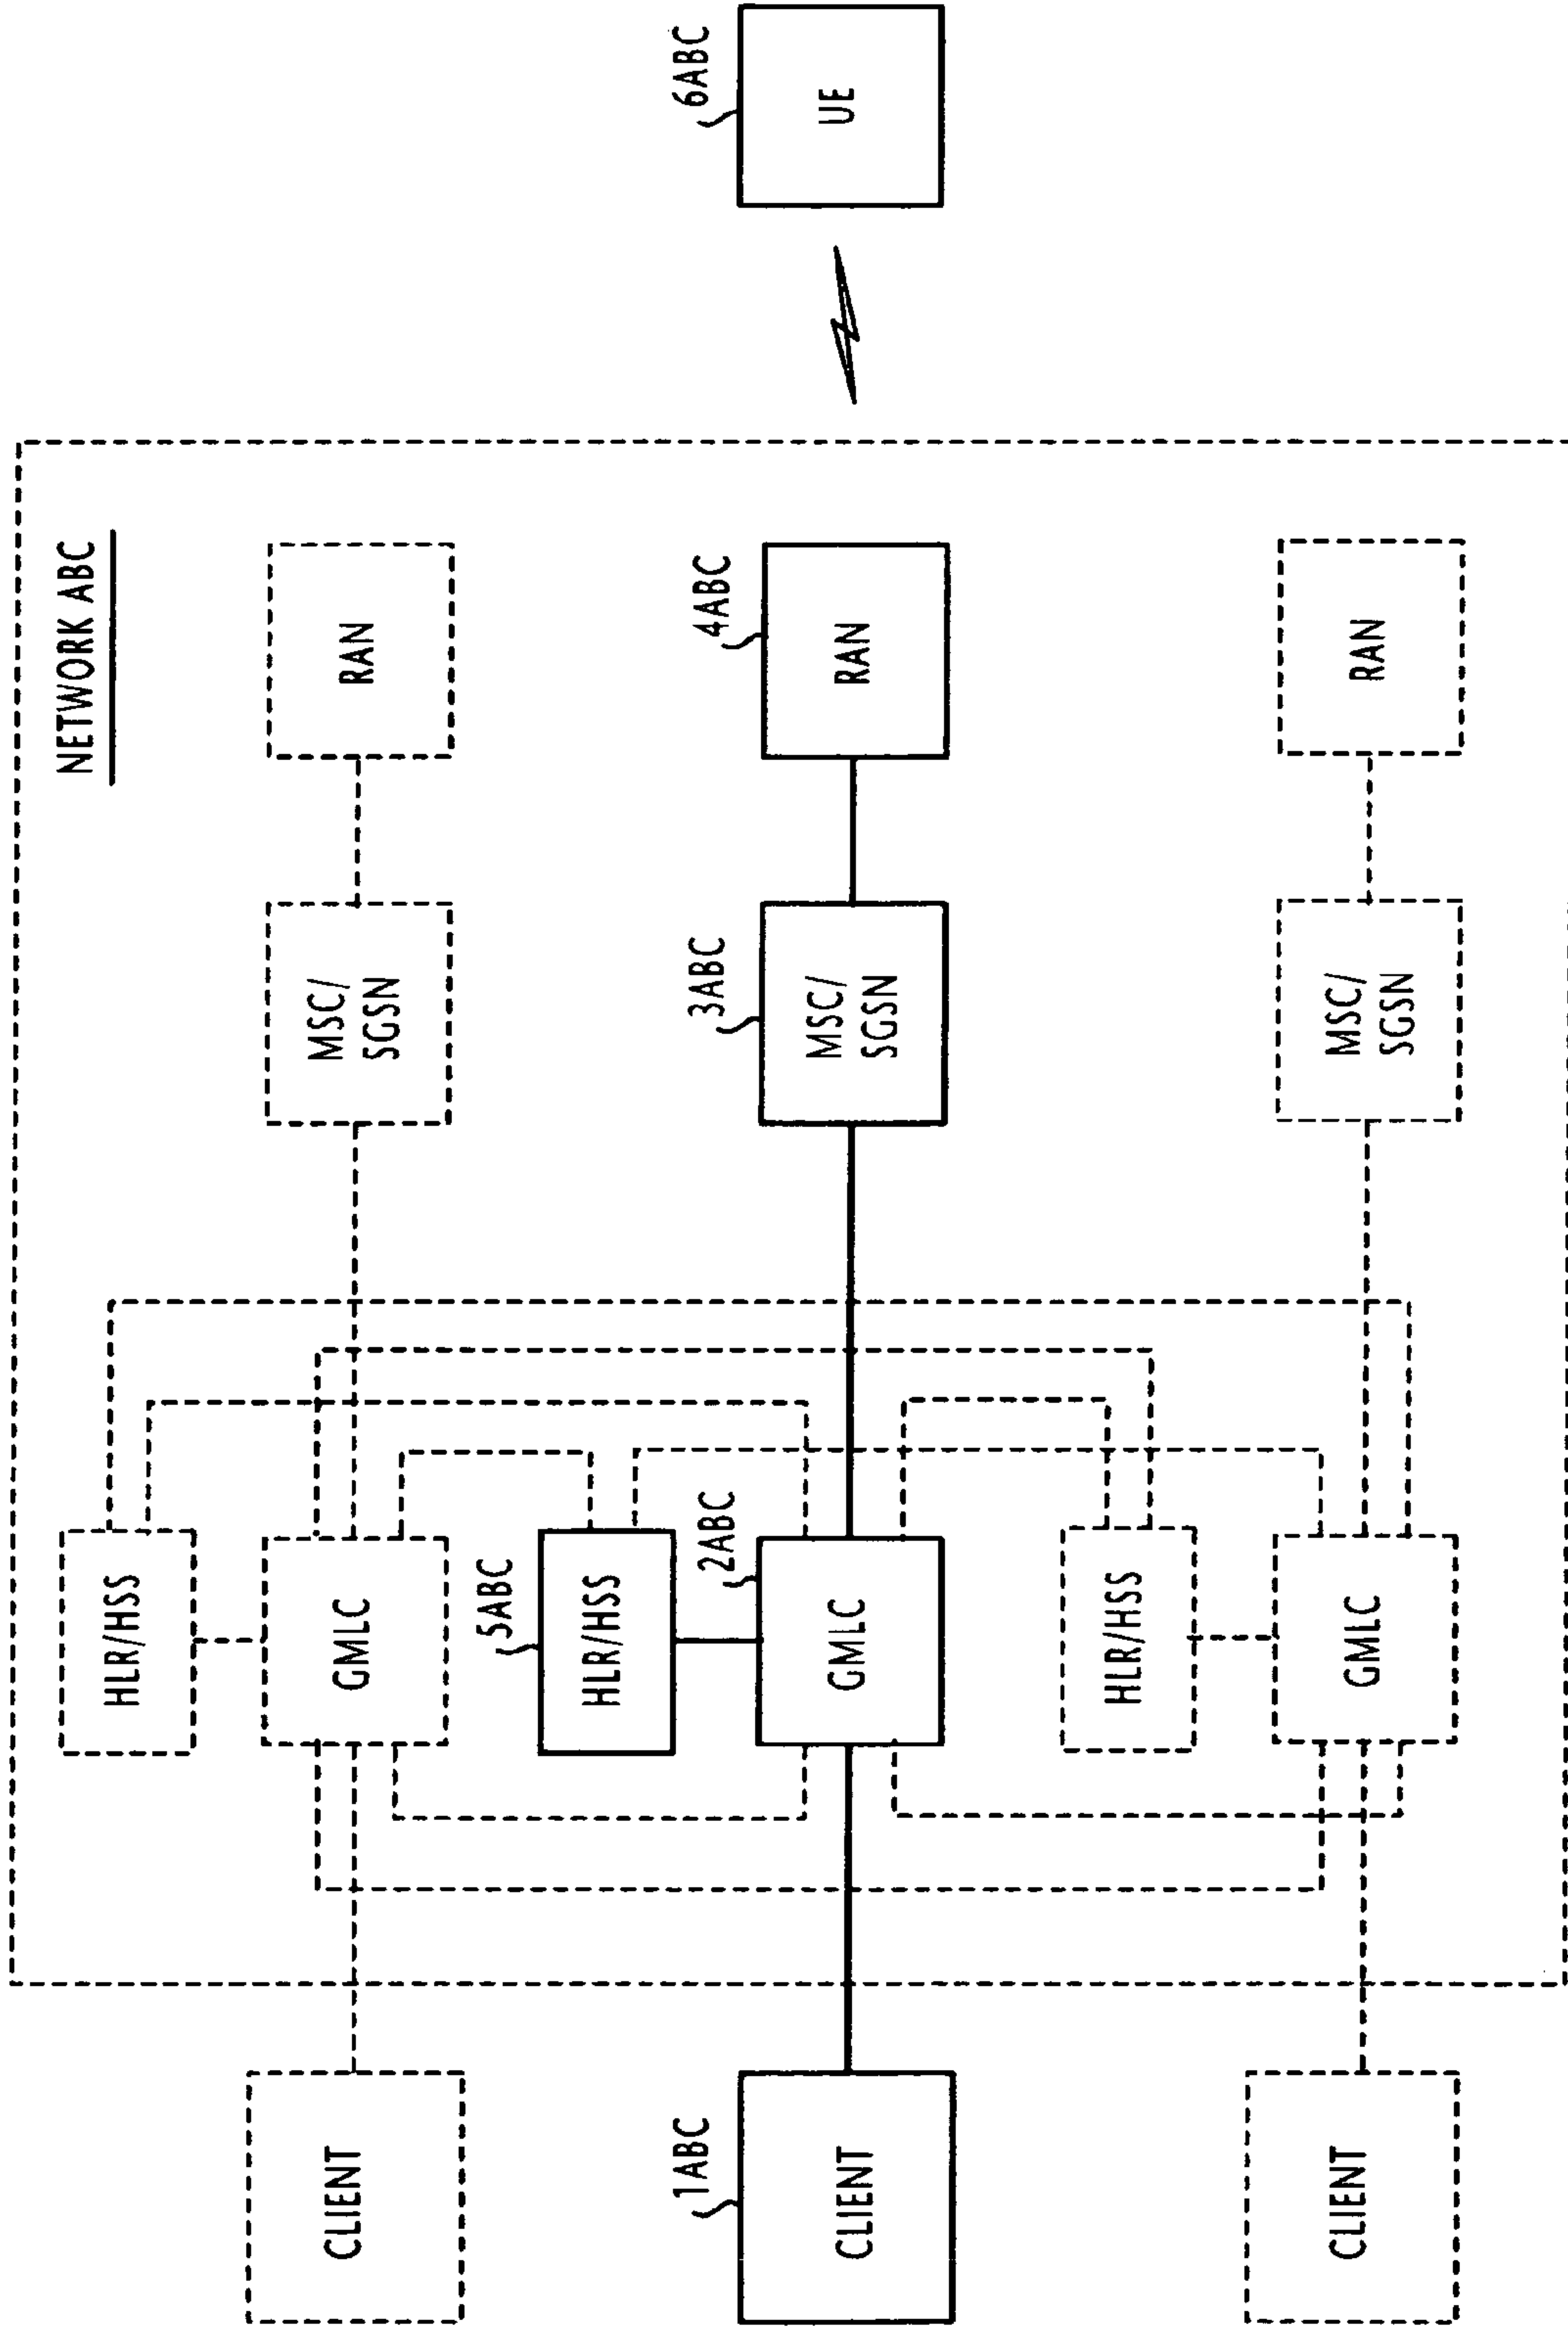 NETWORK ABC
CLIENT
HLR/HSS
GMLC
MSC/
SGSN
RAN
1ABC
CLIENT
5ABC
HLR/HSS
2ABC
GMLC
3ABC
MSC/
SGSN
4ABC
RAN
6ABC
UE
CLIENT
HLR/HSS
GMLC
MSC/
SGSN
RAN